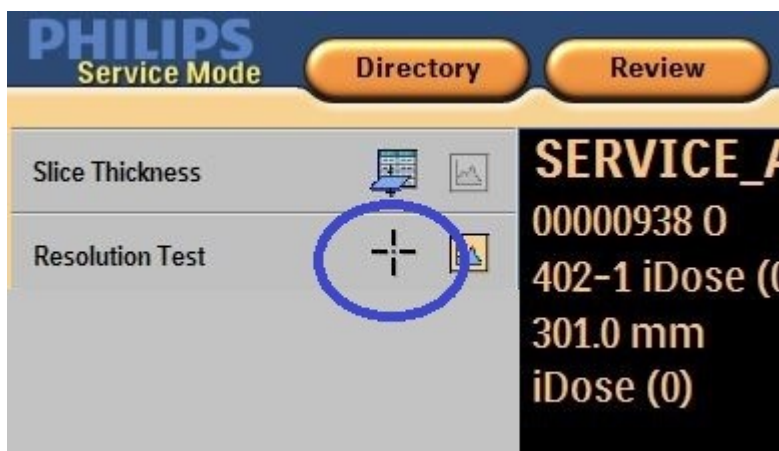 PHILIPS
Service Mode
Directory
Review
Slice Thickness
Resolution Test
SERVICE_A
00000938 O
402-1 iDose (0
301.0 mm
iDose (0)